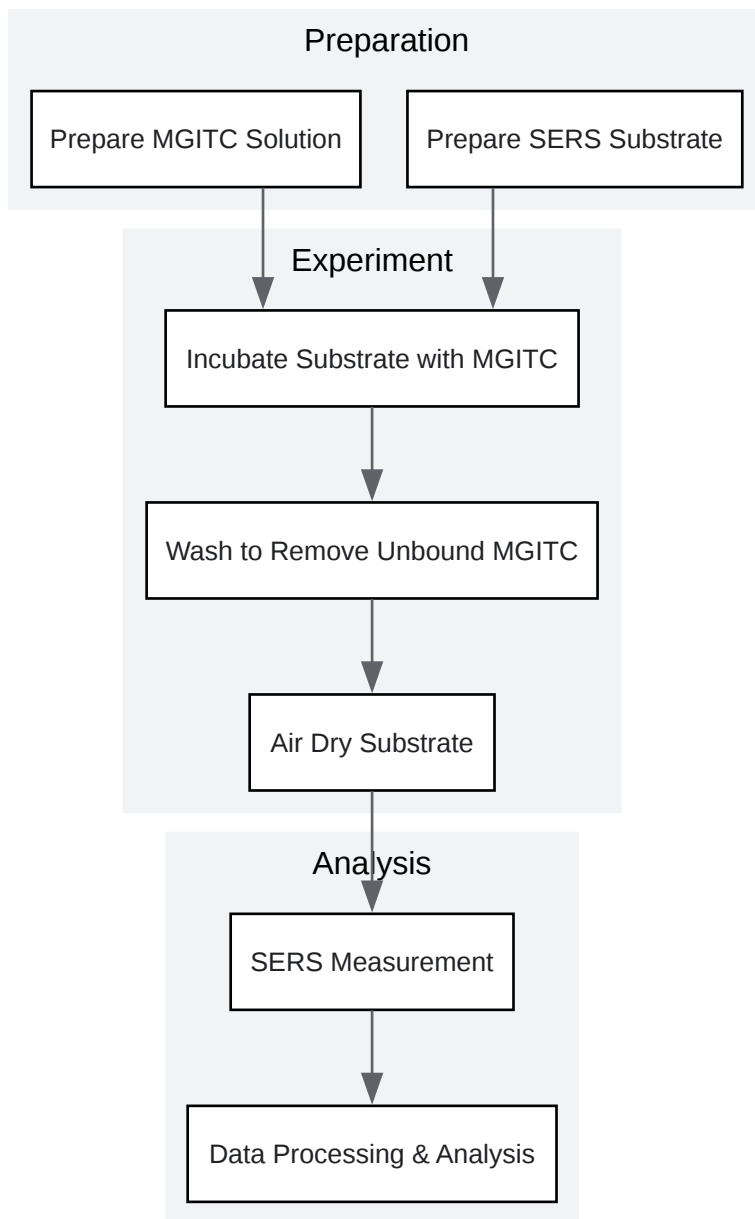 Preparation
Prepare MGITC Solution
Prepare SERS Substrate
Experiment
Incubate Substrate with MGITC
Wash to Remove Unbound MGITC
Air Dry Substrate
Analysis
SERS Measurement
Data Processing & Analysis